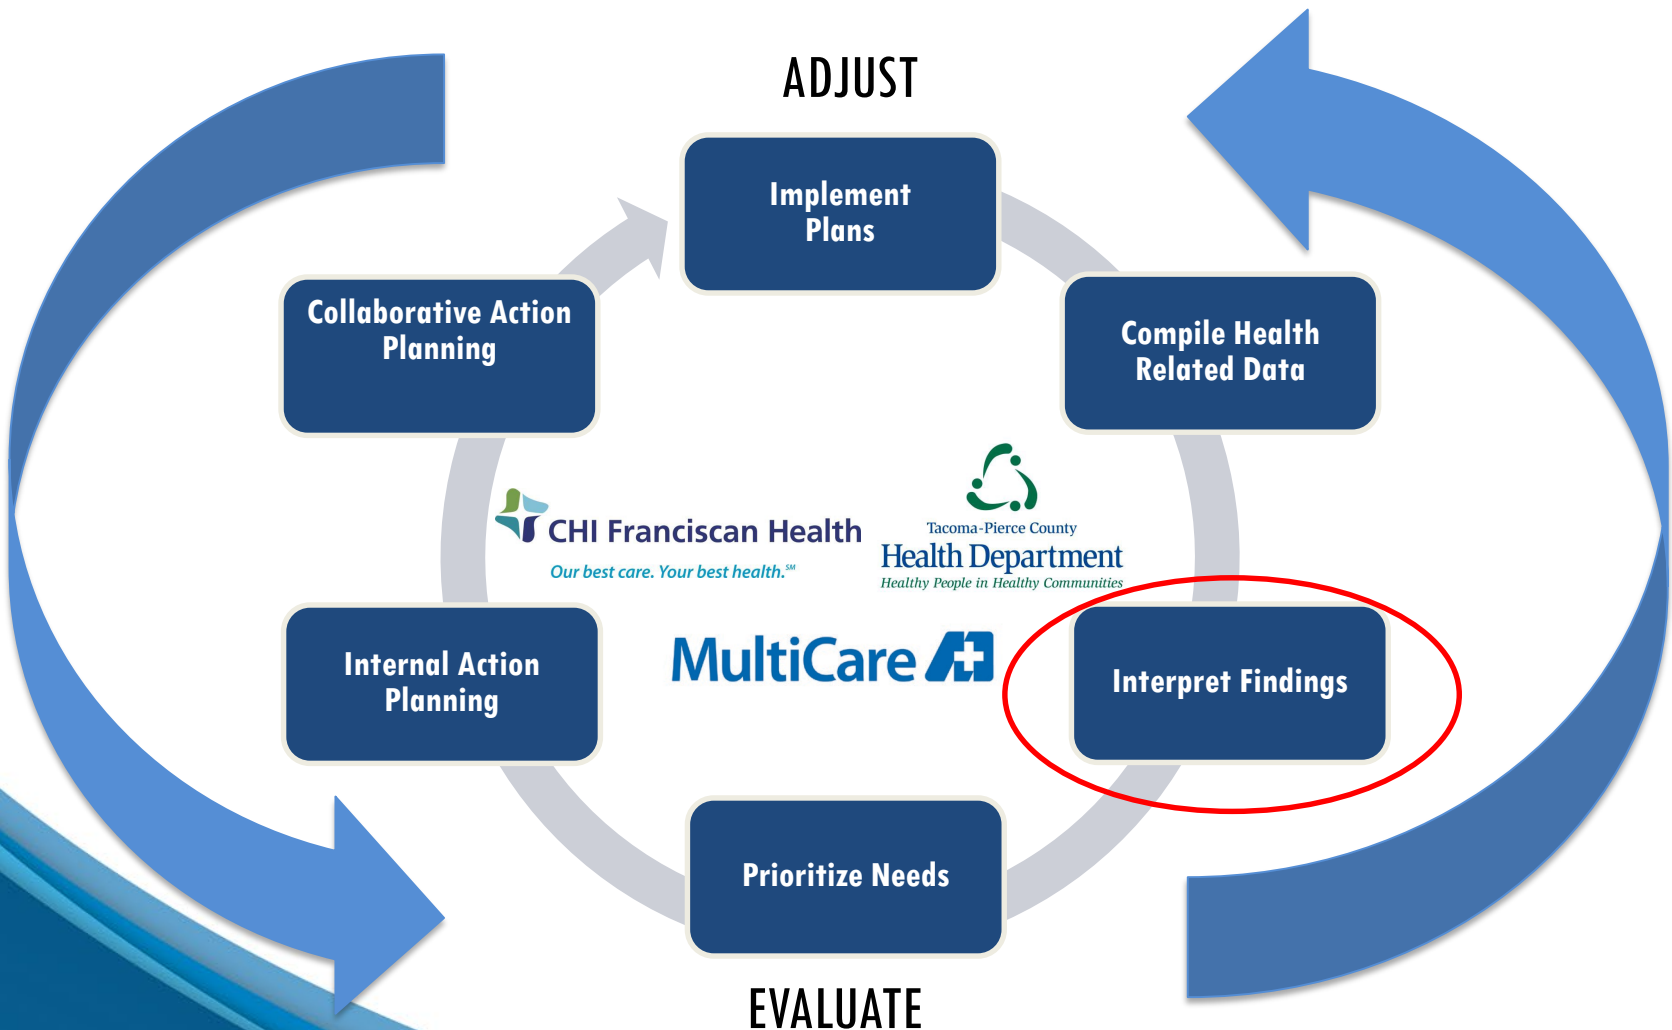 ADJUST
Implement
Plans
Collaborative Action
Planning
Compile Health
Related Data
CHI Franciscan Health
Our best care. Your best health.℠
Tacoma-Pierce County
Health Department
Healthy People in Healthy Communities
Internal Action
Planning
MultiCare
Interpret Findings
Prioritize Needs
EVALUATE